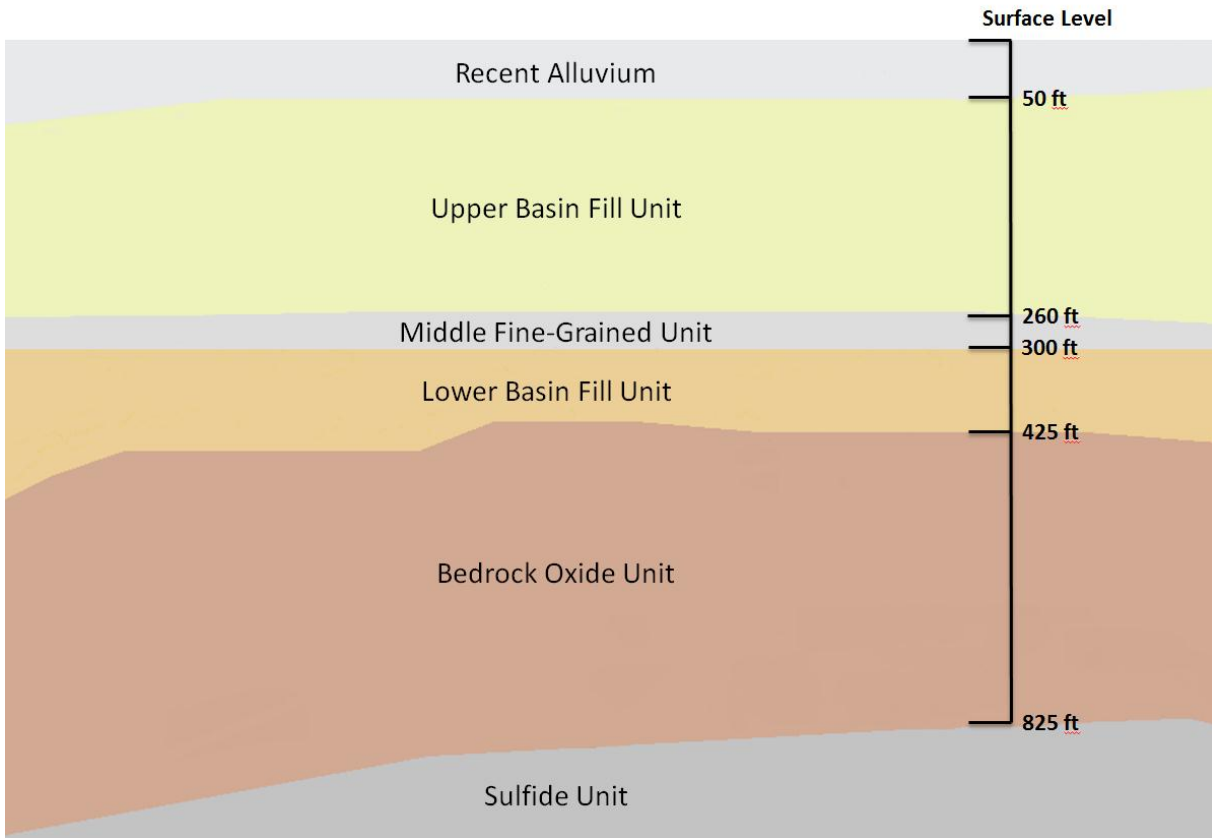 Surface Level
Recent Alluvium
50 ft
Upper Basin Fill Unit
260 ft
Middle Fine-Grained Unit
300 ft
Lower Basin Fill Unit
425 ft
Bedrock Oxide Unit
825 ft
Sulfide Unit